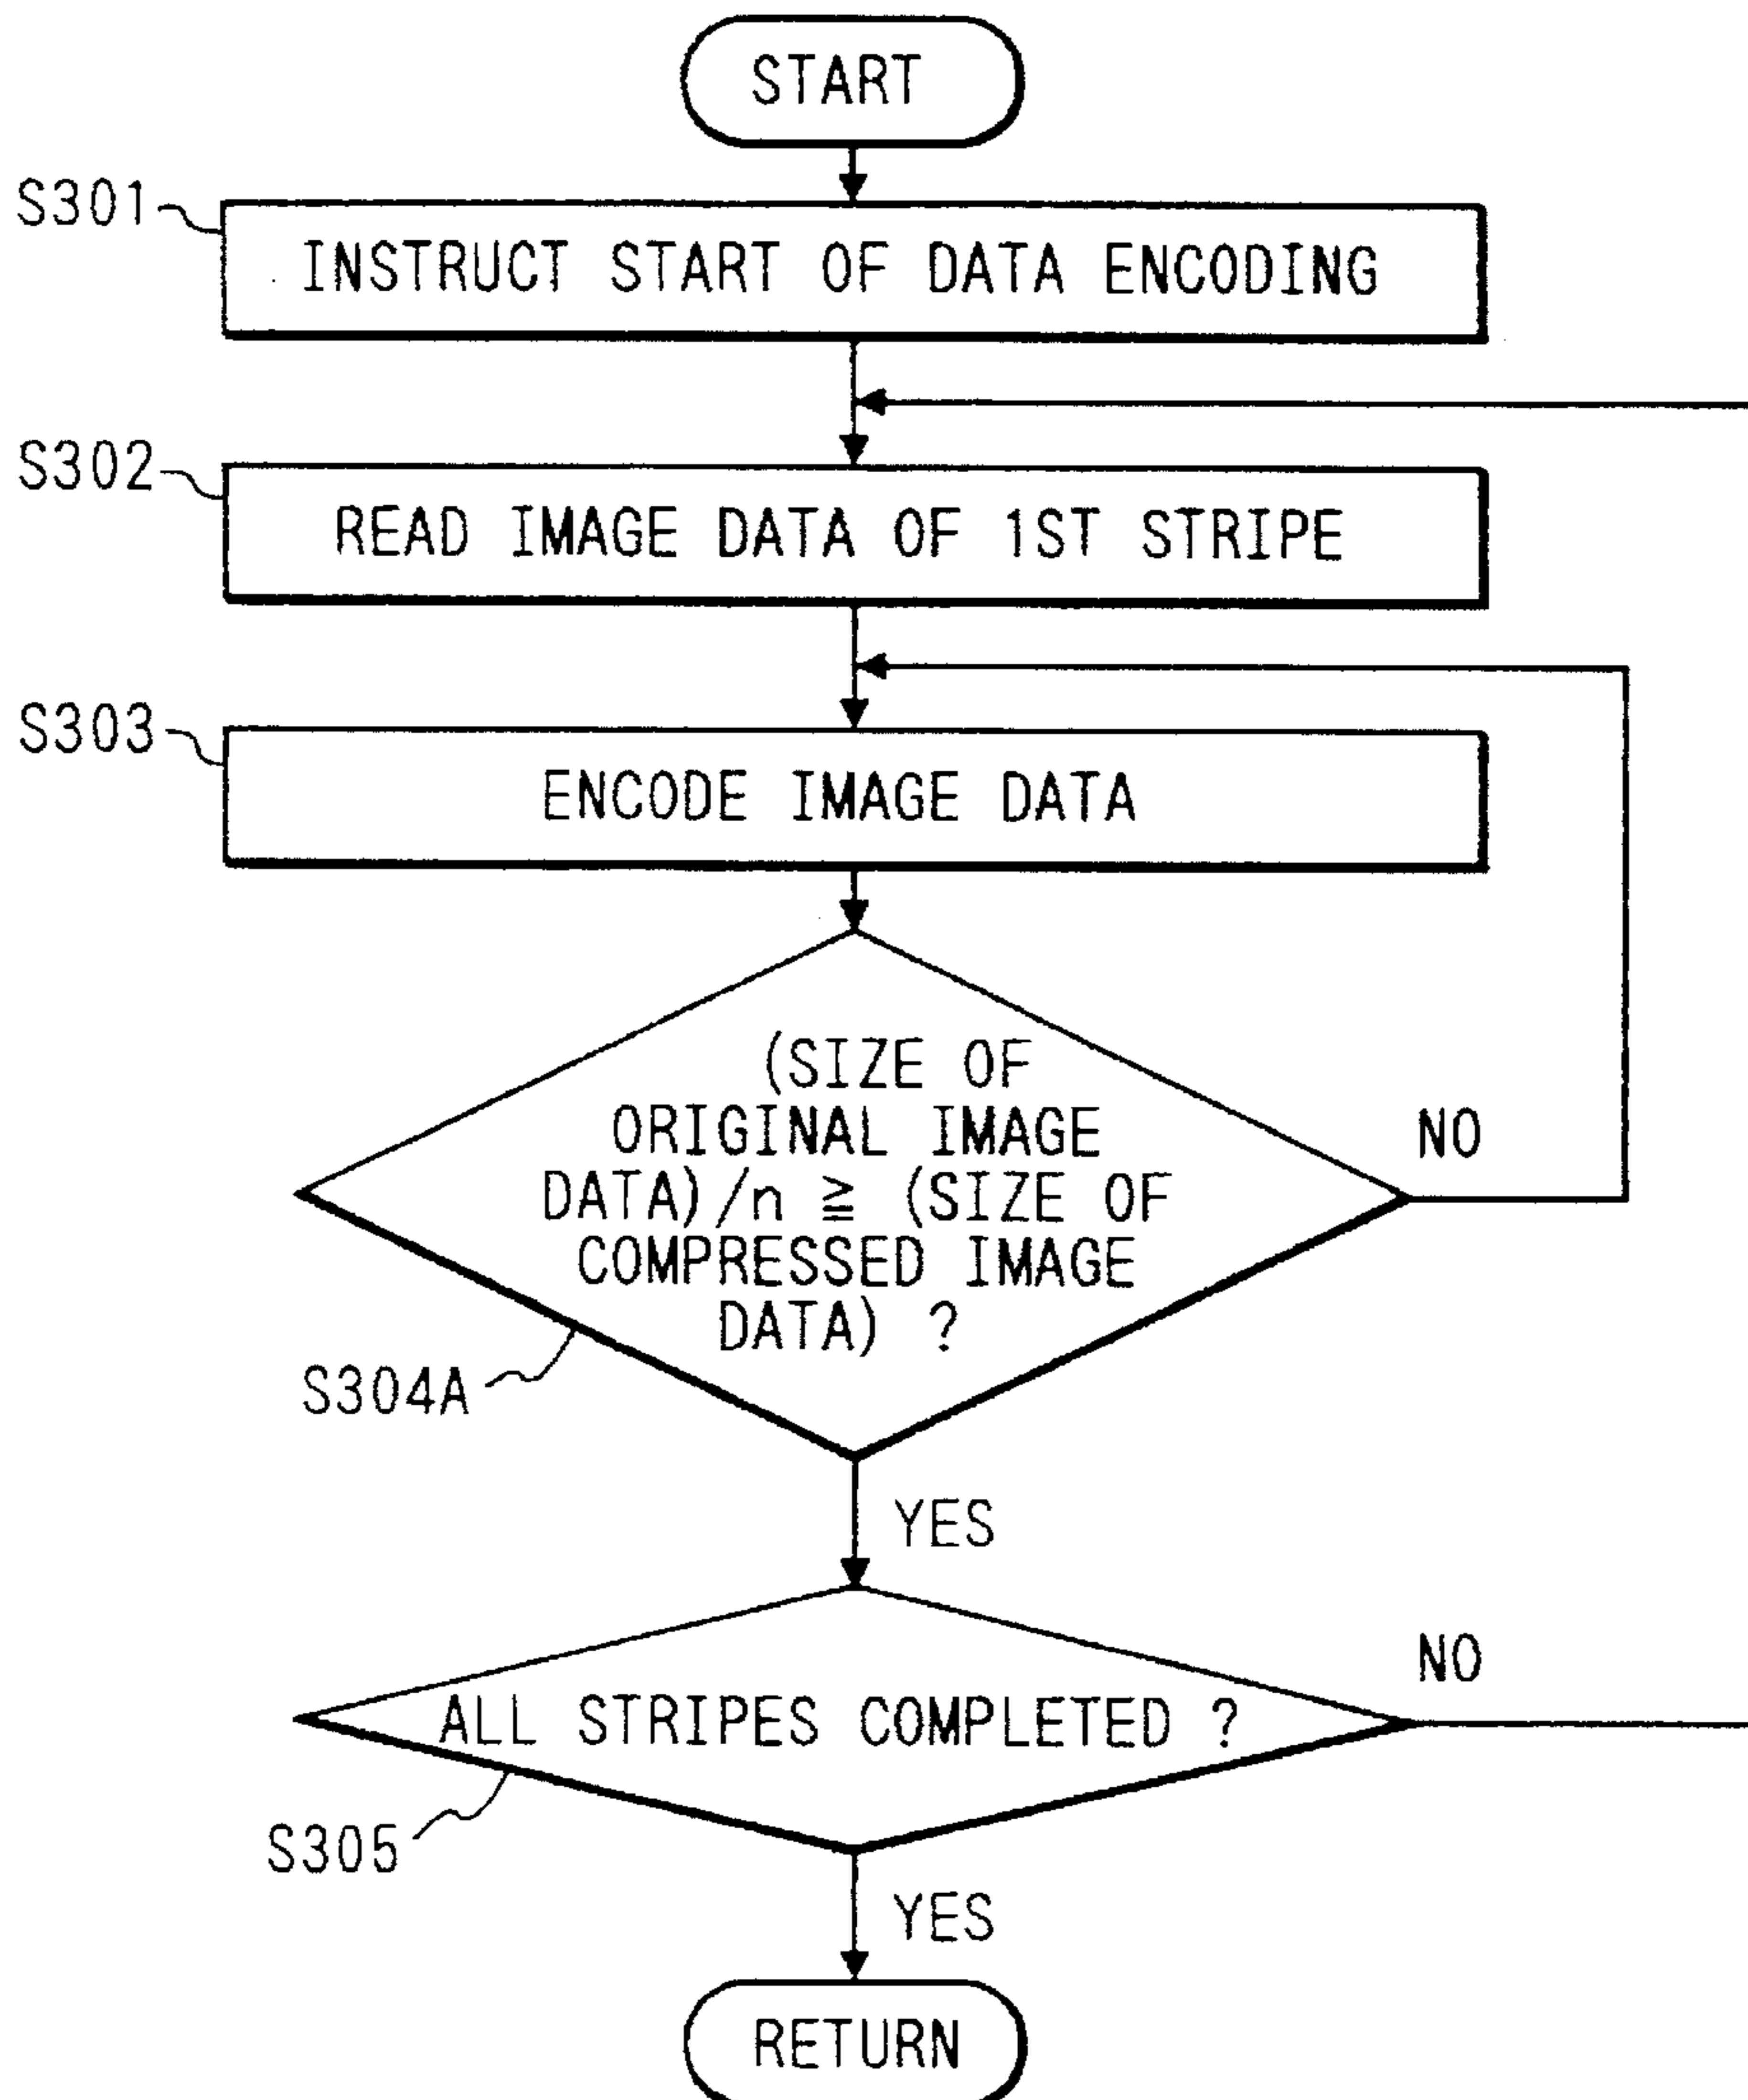 START
S301
INSTRUCT START OF DATA ENCODING
S302
READ IMAGE DATA OF 1ST STRIPE
S303
ENCODE IMAGE DATA
(SIZE OF
ORIGINAL IMAGE
DATA)/n ≧ (SIZE OF
COMPRESSED IMAGE
DATA) ?
NO
S304A
YES
ALL STRIPES COMPLETED ?
NO
S305
YES
RETURN